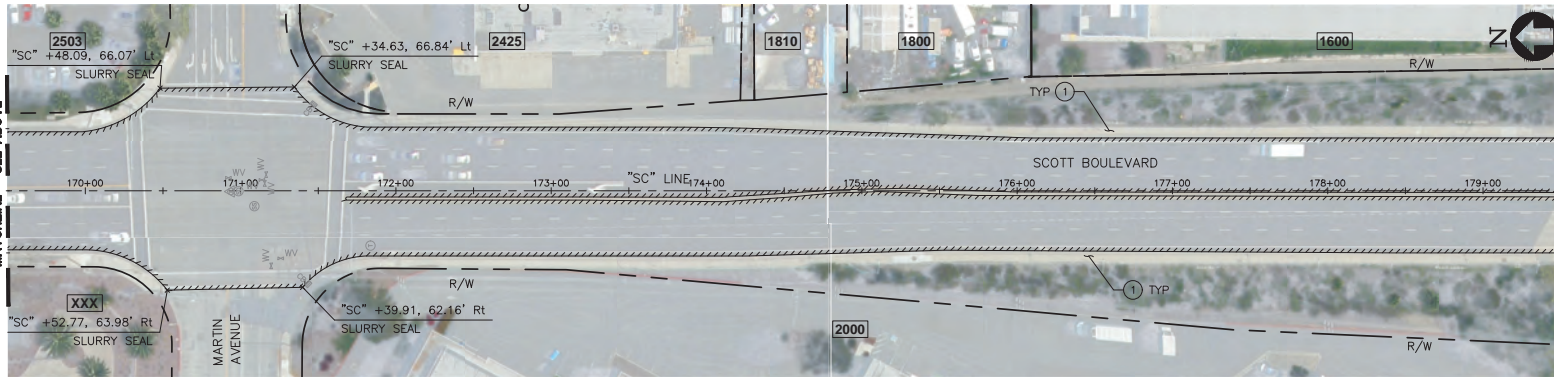 2503
"SC" +48.09, 66.07' Lt
SLURRY SEAL
"SC" +34.63, 66.84' Lt
SLURRY SEAL
2425
1810
1800
1600
N
R/W
R/W
TYP 1
SCOTT BOULEVARD
"SC" LINE
170+00
171+00
172+00
173+00
174+00
175+00
176+00
177+00
178+00
179+00
WV
WV
WV
WV
WV
R/W
1 TYP
XXX
"SC" +52.77, 63.98' Rt
SLURRY SEAL
"SC" +39.91, 62.16' Rt
SLURRY SEAL
MARTIN
AVENUE
2000
R/W